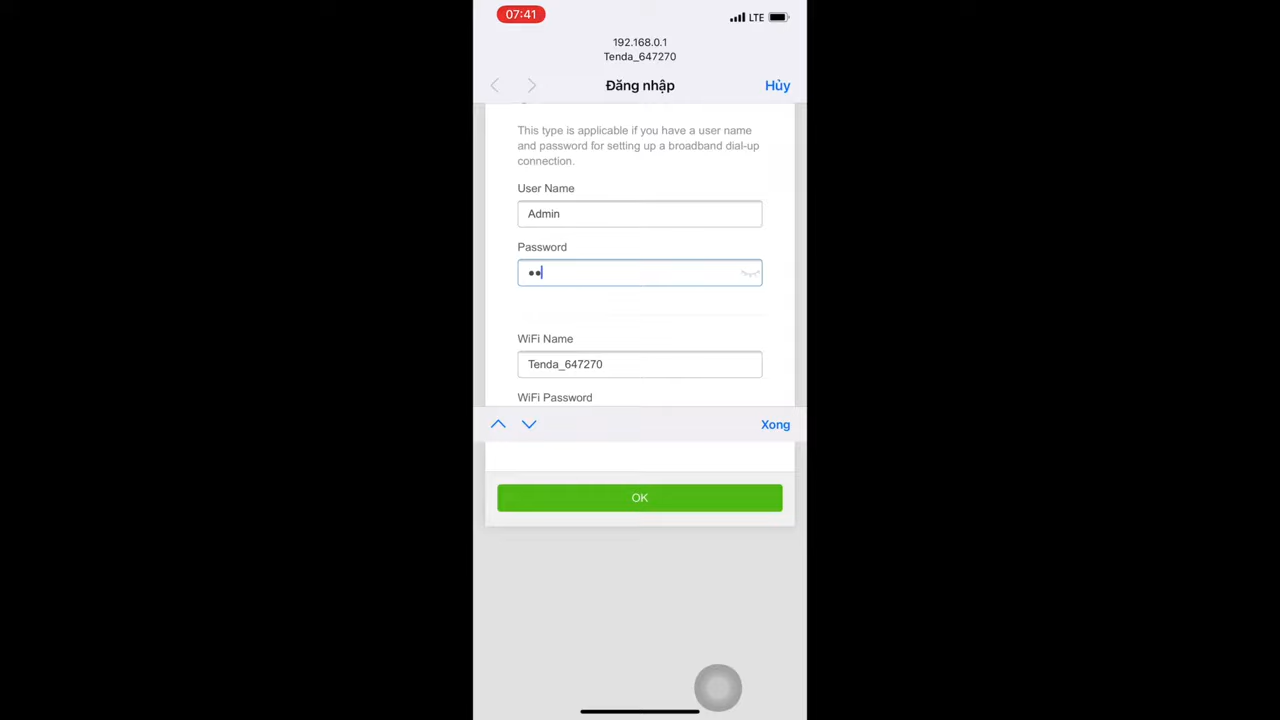 07:41
LTE
192.168.0.1
Tenda_647270
Đăng nhập
Hủy
This type is applicable if you have a user name
and password for setting up a broadband dial-up
connection.
User Name
Admin
Password
••
WiFi Name
Tenda_647270
WiFi Password
Xong
OK